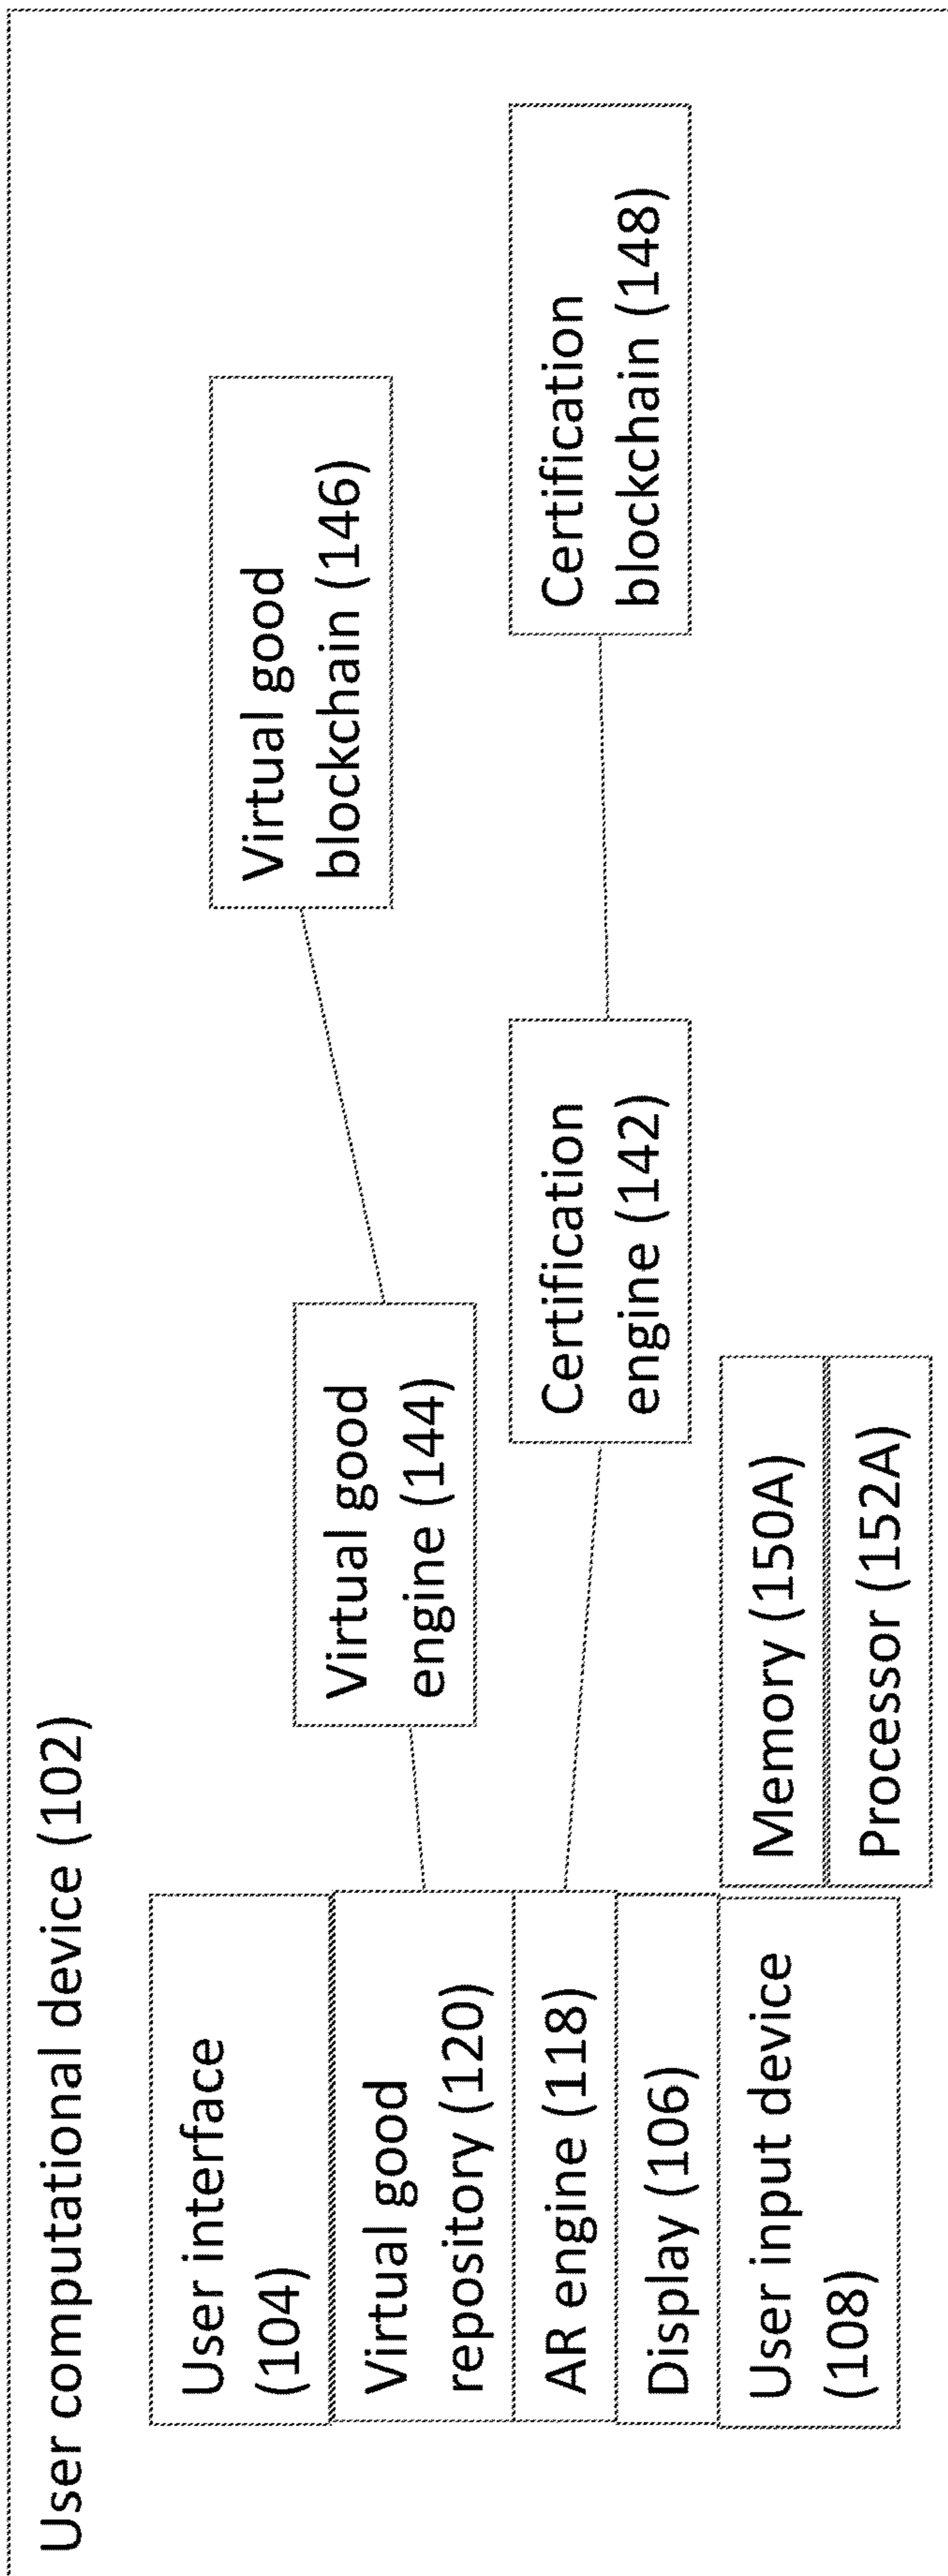 User computational device (102)
User interface
(104)
Virtual good
repository (120)
AR engine (118)
Display (106)
User input device
(108)
Virtual good
engine (144)
Virtual good
blockchain (146)
Certification
engine (142)
Certification
blockchain (148)
Memory (150A)
Processor (152A)